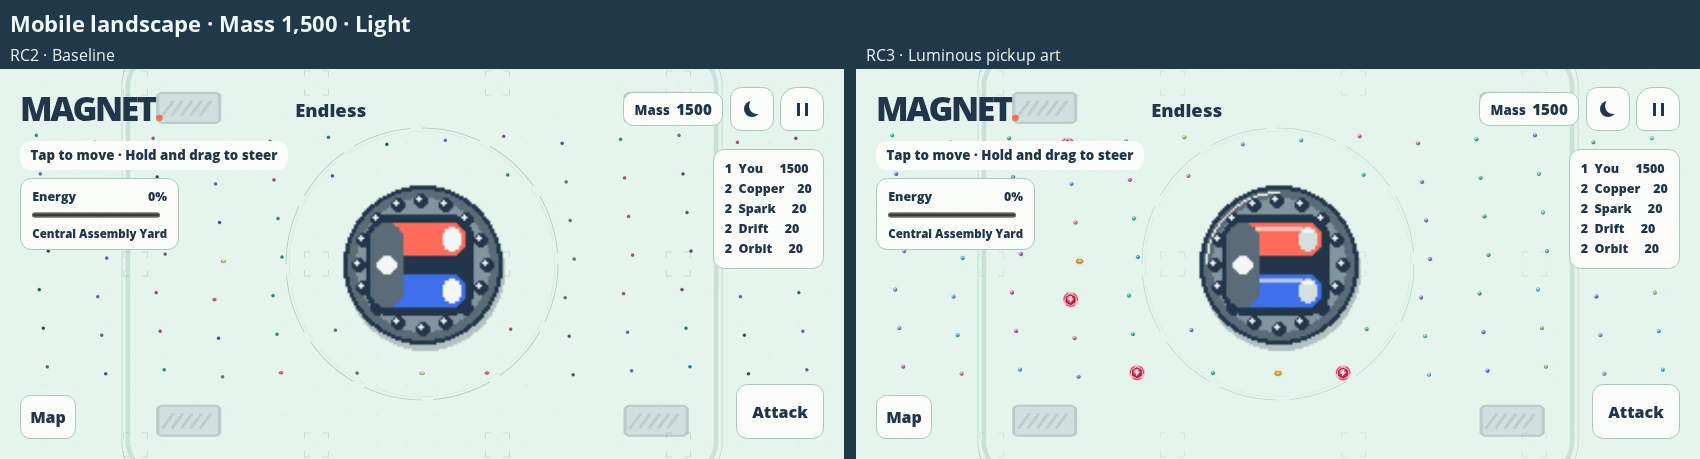 Mobile landscape · Mass 1,500 · Light
RC2 · Baseline
MAGNET.
Endless
Mass 1500
Tap to move · Hold and drag to steer
Energy 0%
Central Assembly Yard
1 You 1500
2 Copper 20
2 Spark 20
2 Drift 20
2 Orbit 20
Map
Attack
RC3 · Luminous pickup art
MAGNET.
Endless
Mass 1500
Tap to move · Hold and drag to steer
Energy 0%
Central Assembly Yard
1 You 1500
2 Copper 20
2 Spark 20
2 Drift 20
2 Orbit 20
Map
Attack